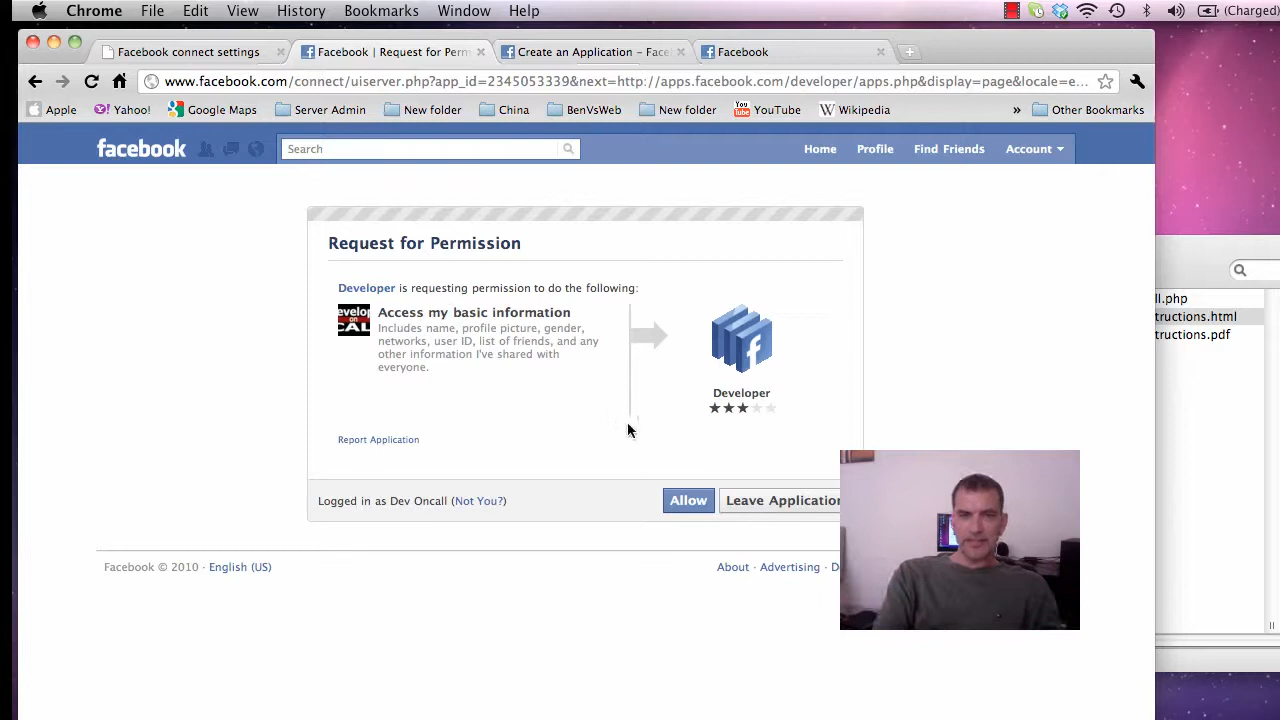 Chrome File Edit View History Bookmarks Window Help (Charged)
Facebook connect settings Facebook | Request for Perm Create an Application – Face Facebook
www.facebook.com/connect/uiserver.php?app_id=2345053339&next=http://apps.facebook.com/developer/apps.php&display=page&locale=e...
Apple Yahoo! Google Maps Server Admin New folder China BenVsWeb New folder YouTube Wikipedia » Other Bookmarks
facebook Search Home Profile Find Friends Account
Request for Permission
Developer is requesting permission to do the following:
Access my basic information
Includes name, profile picture, gender,
networks, user ID, list of friends, and any
other information I've shared with
everyone.
Developer
Report Application
Logged in as Dev Oncall (Not You?) Allow Leave Application
Facebook © 2010 · English (US) About · Advertising · D
ll.php
tructions.html
tructions.pdf